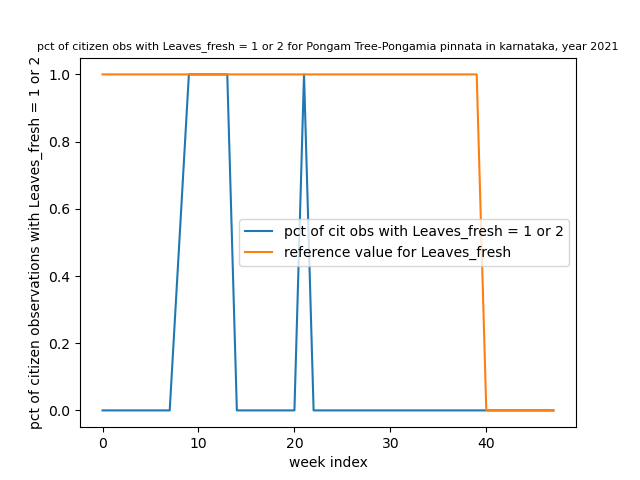 pct of citizen obs with Leaves_fresh = 1 or 2 for Pongam Tree-Pongamia pinnata in karnataka, year 2021
pct of citizen observations with Leaves_fresh = 1 or 2
1.0
0.8
0.6
0.4
0.2
0.0
pct of cit obs with Leaves_fresh = 1 or 2
reference value for Leaves_fresh
0 10 20 30 40
week index